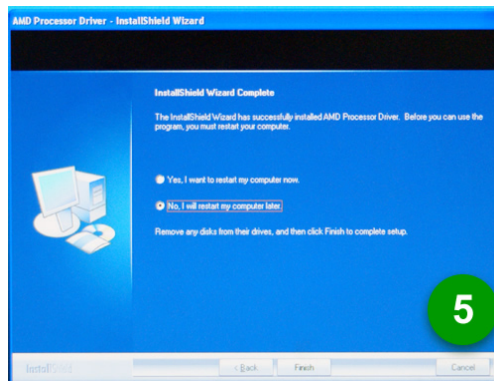 AMD Processor Driver - InstallShield Wizard
InstallShield Wizard Complete
The InstallShield Wizard has successfully installed AMD Processor Driver. Before you can use the
program, you must restart your computer.
Yes, I want to restart my computer now.
No, I will restart my computer later.
Remove any disks from their drives, and then click Finish to complete setup.
5
InstallShield
< Back
Finish
Cancel